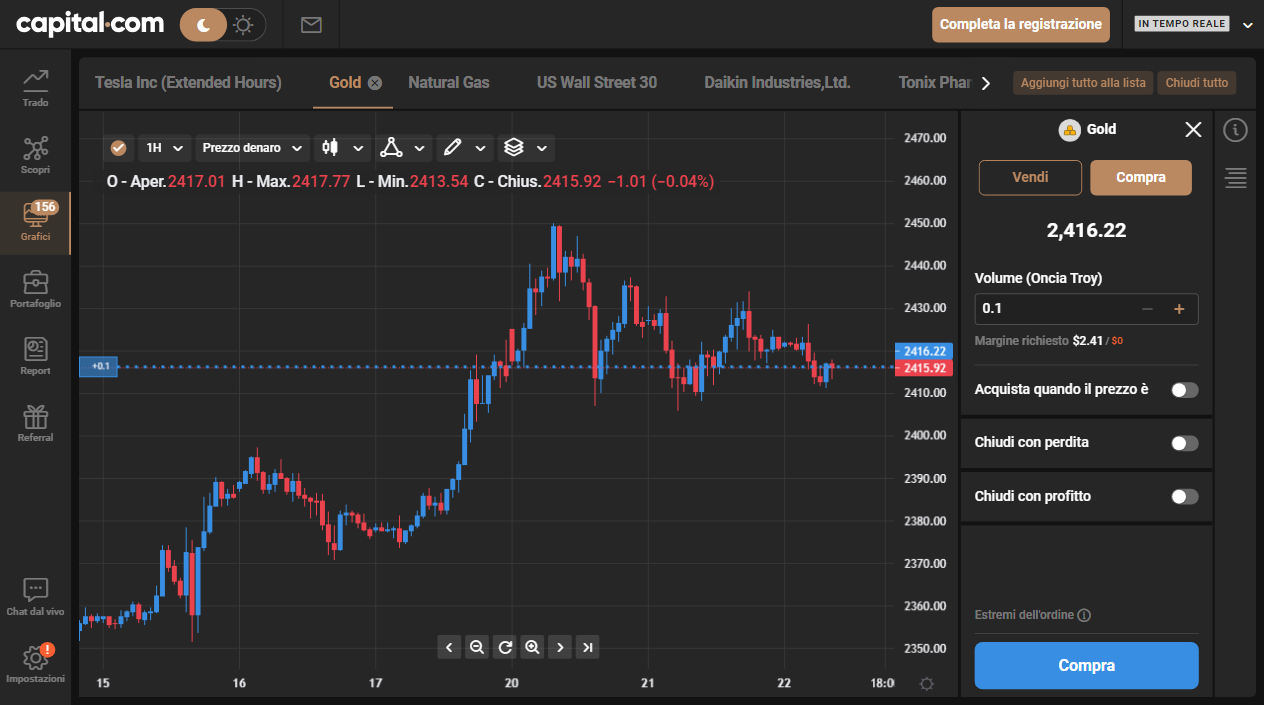 capital.com
Completa la registrazione
IN TEMPO REALE
Trado
Scopri
156
Grafici
Portafoglio
Report
Referral
Chat dal vivo
!
Impostazioni
Tesla Inc (Extended Hours)
Gold
Natural Gas
US Wall Street 30
Daikin Industries,Ltd.
Tonix Phar
Aggiungi tutto alla lista
Chiudi tutto
1H
Prezzo denaro
O - Aper.2417.01 H - Max.2417.77 L - Min.2413.54 C - Chius.2415.92 −1.01 (−0.04%)
2470.00
2460.00
2450.00
2440.00
2430.00
2416.22
2415.92
2410.00
2400.00
2390.00
2380.00
2370.00
2360.00
2350.00
+0.1
15
16
17
20
21
22
18:0
Gold
Vendi
Compra
2,416.22
Volume (Oncia Troy)
0.1
Margine richiesto $2.41 / $0
Acquista quando il prezzo è
Chiudi con perdita
Chiudi con profitto
Estremi dell'ordine
Compra